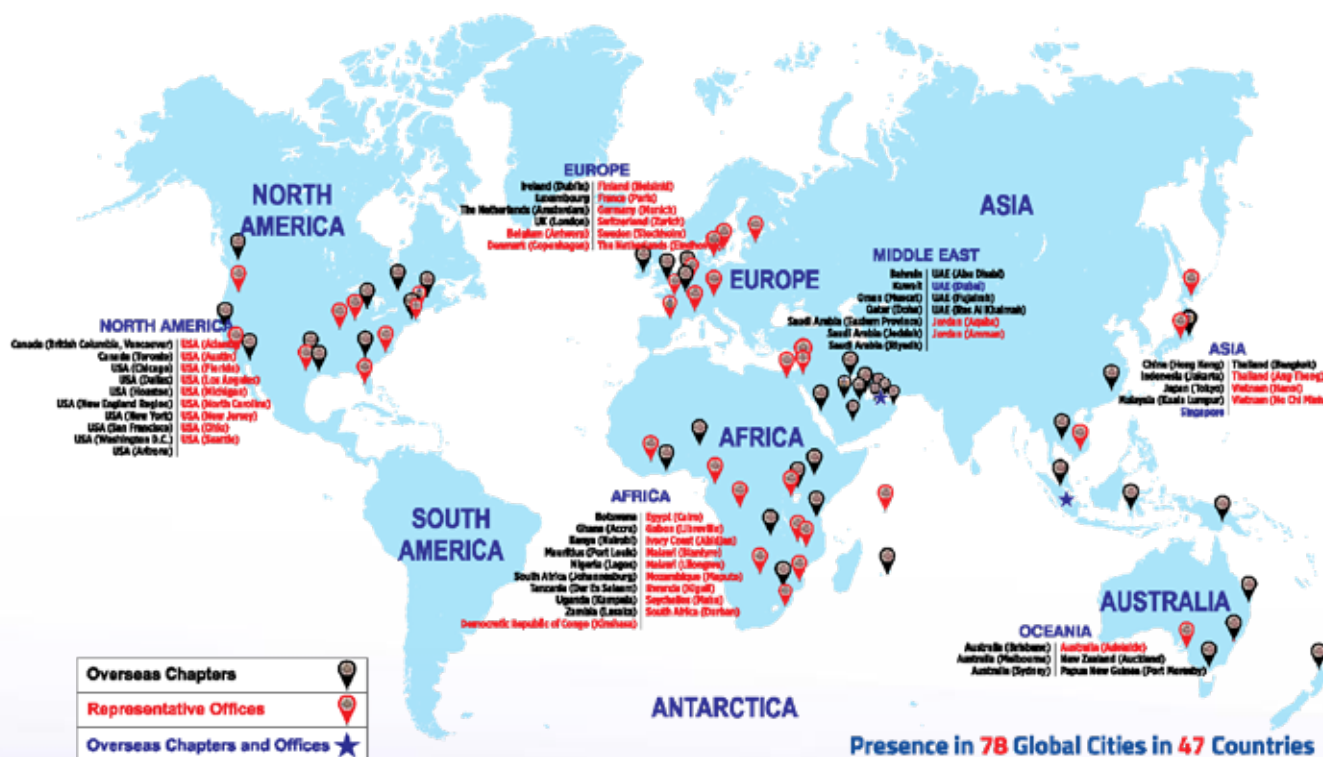 NORTH
AMERICA
EUROPE
Ireland (Dublin) Finland (Helsinki)
Luxembourg France (Paris)
The Netherlands (Amsterdam) Germany (Munich)
UK (London) Switzerland (Zurich)
Belgium (Antwerp) Sweden (Stockholm)
Denmark (Copenhague) The Netherlands
ASIA
EUROPE
MIDDLE EAST
Bahrain UAE (Abu Dhabi)
Kuwait UAE (Dubai)
Oman (Muscat) UAE (Fujairah)
Qatar (Doha) UAE (Ras Al Khaimah)
Saudi Arabia (Eastern Province) Jordan (Aqaba)
Saudi Arabia (Jeddah) Jordan (Amman)
Saudi Arabia (Riyadh)
NORTH AMERICA
Canada (British Columbia, Vancouver) USA
Canada (Toronto) USA (Austin)
USA (Chicago) USA (Florida)
USA (Dallas) USA (Los Angeles)
USA (Houston) USA (Michigan)
USA (New England Region) USA (North Carolina)
USA (New York) USA (New Jersey)
USA (San Francisco) USA (Ohio)
USA (Washington D.C.) USA (Seattle)
USA (Arizona)
ASIA
China (Hong Kong) Thailand (Bangkok)
Indonesia (Jakarta) Thailand (Ang Thong)
Japan (Tokyo) Vietnam (Hanoi)
Malaysia (Kuala Lumpur) Vietnam (Ho Chi Minh
Singapore
AFRICA
AFRICA
Botswana Egypt (Cairo)
Ghana (Accra) Gabon (Libreville)
Kenya (Nairobi) Ivory Coast (Abidjan)
Mauritius (Port Louis) Malawi (Blantyre)
Nigeria (Lagos) Malawi (Lilongwe)
South Africa (Johannesburg) Mozambique (Maputo)
Tanzania (Dar Es Salaam) Rwanda (Kigali)
Uganda (Kampala) Seychelles (Mahe)
Zambia (Lusaka) South Africa (Durban)
Democratic Republic of Congo (Kinshasa)
SOUTH
AMERICA
AUSTRALIA
OCEANIA
Australia (Brisbane) Australia (Adelaide)
Australia (Melbourne) New Zealand (Auckland)
Australia (Sydney) Papua New Guinea (Port Moresby)
Overseas Chapters
Representative Offices
Overseas Chapters and Offices
ANTARCTICA
Presence in 78 Global Cities in 47 Countries